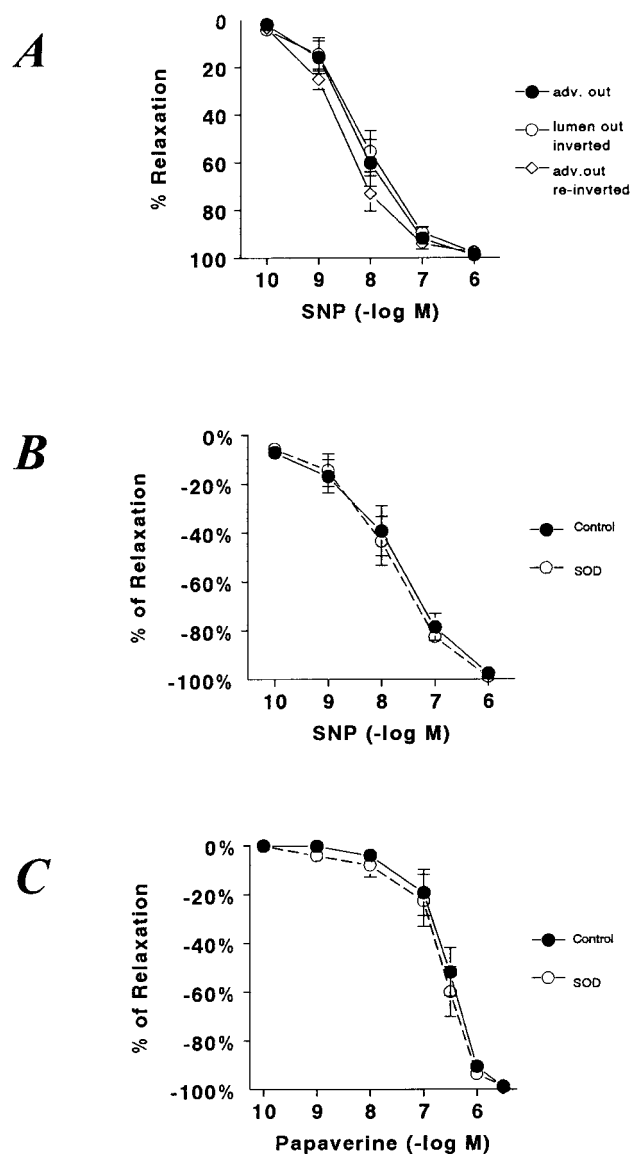 A
% Relaxation
0
20
40
60
80
100
10 9 8 7 6
SNP (-log M)
adv. out
lumen out
inverted
adv.out
re-inverted
B
% of Relaxation
0%
-20%
-40%
-60%
-80%
-100%
10 9 8 7 6
SNP (-log M)
Control
SOD
C
% of Relaxation
0%
-20%
-40%
-60%
-80%
-100%
10 9 8 7 6
Papaverine (-log M)
Control
SOD